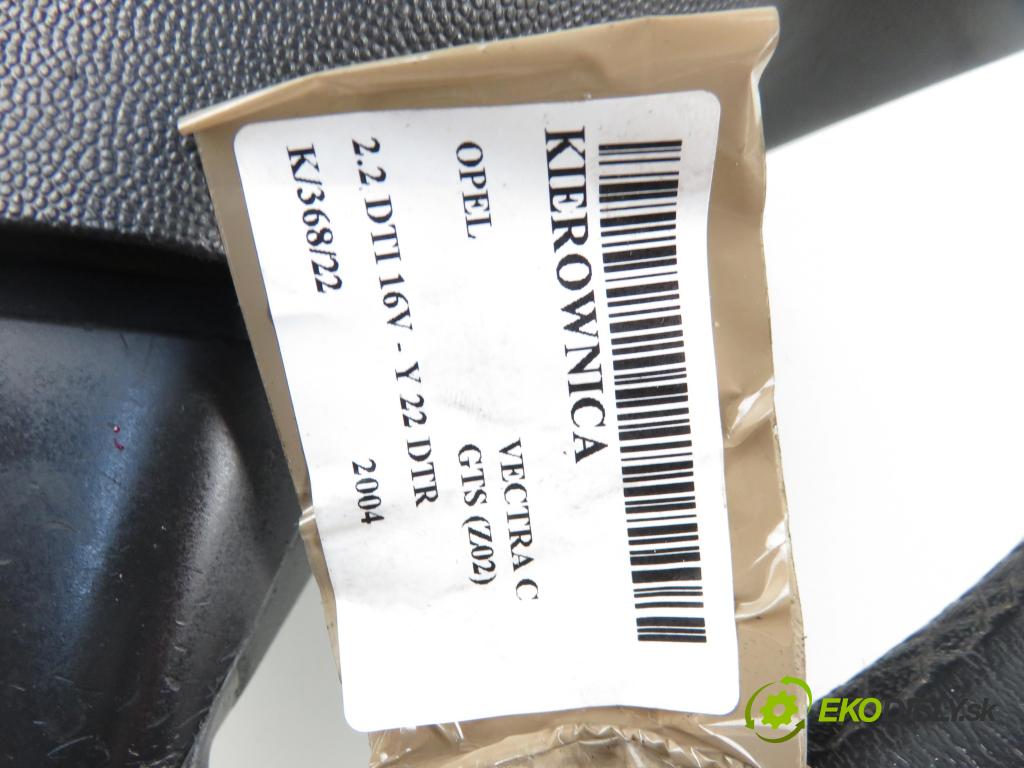 KIEROWNICA
OPEL VECTRA C
GTS (Z02)
2.2 DTI 16V - Y 22 DTR
K/368/22 2004
EKODIELY.sk